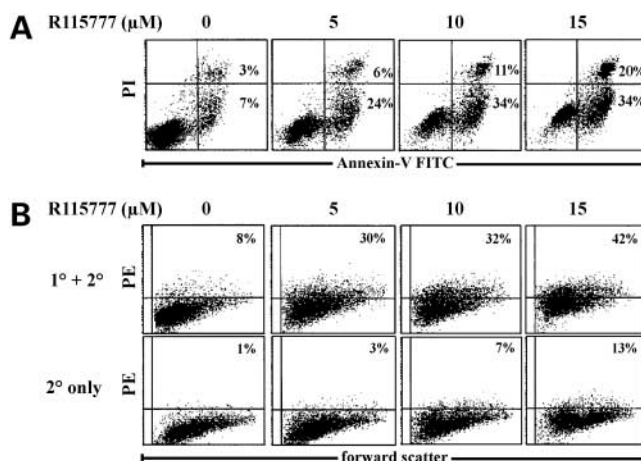 A R115777 (µM) 0 5 10 15
3% 6% 11% 20%
PI
7% 24% 34% 34%
Annexin-V FITC
B R115777 (µM) 0 5 10 15
8% 30% 32% 42%
1° + 2° PE
1% 3% 7% 13%
2° only PE
forward scatter